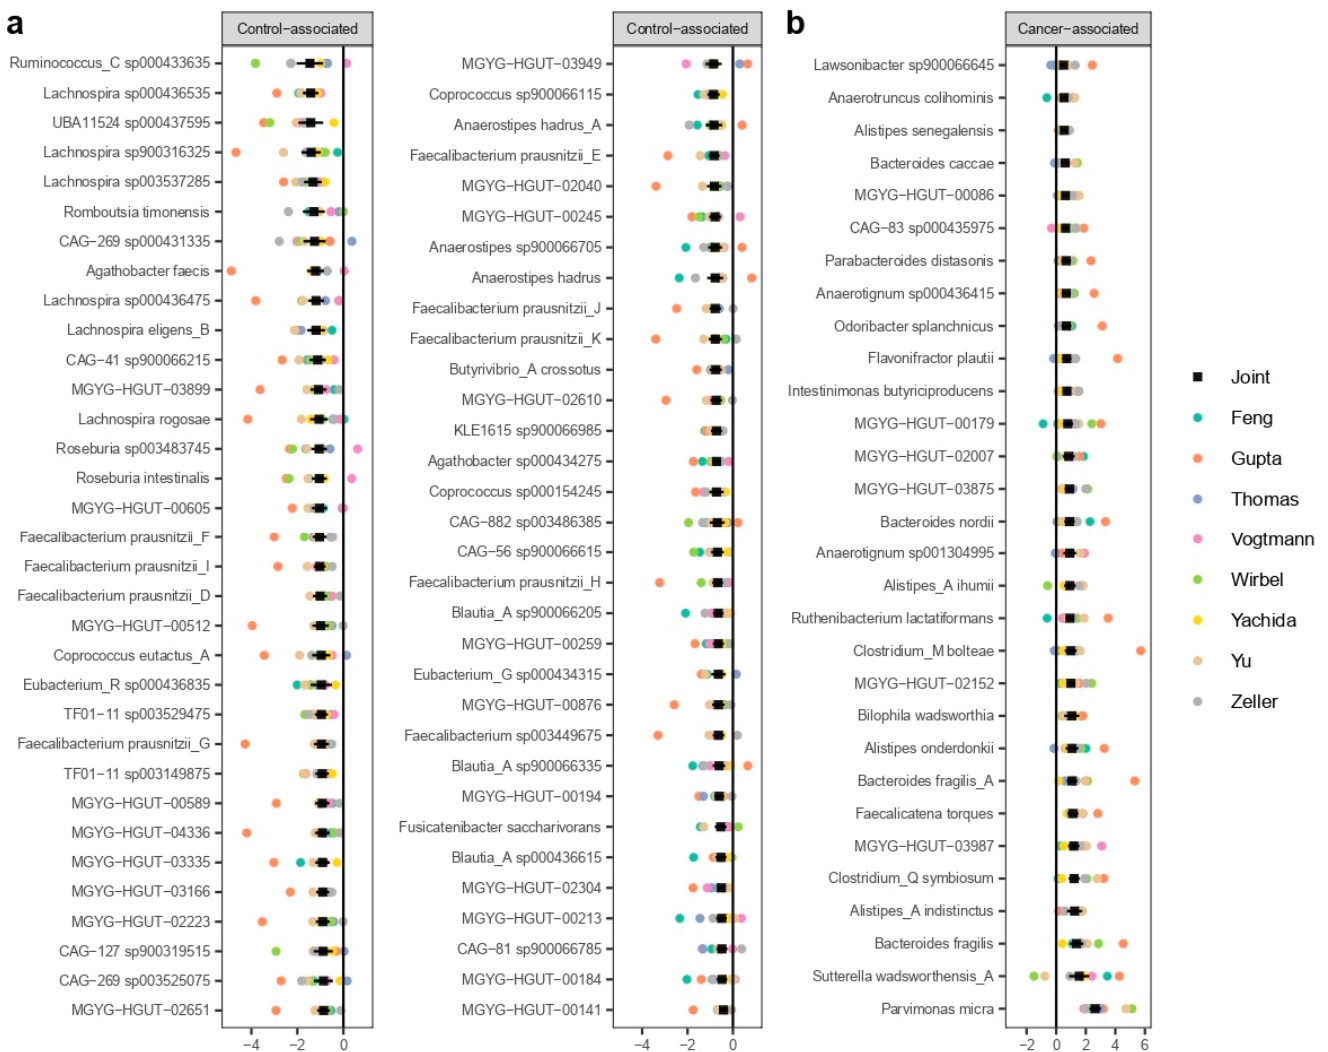 a
Control-associated
Ruminococcus_C sp000433635
Lachnospira sp000436535
UBA11524 sp000437595
Lachnospira sp900316325
Lachnospira sp003537285
Romboutsia timonensis
CAG-269 sp000431335
Agathobacter faecis
Lachnospira sp000436475
Lachnospira eligens_B
CAG-41 sp900066215
MGYG-HGUT-03899
Lachnospira rogosae
Roseburia sp003483745
Roseburia intestinalis
MGYG-HGUT-00605
Faecalibacterium prausnitzii_F
Faecalibacterium prausnitzii_I
Faecalibacterium prausnitzii_D
MGYG-HGUT-00512
Coprococcus eutactus_A
Eubacterium_R sp000436835
TF01-11 sp003529475
Faecalibacterium prausnitzii_G
TF01-11 sp003149875
MGYG-HGUT-00589
MGYG-HGUT-04336
MGYG-HGUT-03335
MGYG-HGUT-03166
MGYG-HGUT-02223
CAG-127 sp900319515
CAG-269 sp003525075
MGYG-HGUT-02651
-4 -2 0
Control-associated
MGYG-HGUT-03949
Coprococcus sp900066115
Anaerostipes hadrus_A
Faecalibacterium prausnitzii_E
MGYG-HGUT-02040
MGYG-HGUT-00245
Anaerostipes sp900066705
Anaerostipes hadrus
Faecalibacterium prausnitzii_J
Faecalibacterium prausnitzii_K
Butyrivibrio_A crossotus
MGYG-HGUT-02610
KLE1615 sp900066985
Agathobacter sp000434275
Coprococcus sp000154245
CAG-882 sp003486385
CAG-56 sp900066615
Faecalibacterium prausnitzii_H
Blautia_A sp900066205
MGYG-HGUT-00259
Eubacterium_G sp000434315
MGYG-HGUT-00876
Faecalibacterium sp003449675
Blautia_A sp900066335
MGYG-HGUT-00194
Fusicatenibacter saccharivorans
Blautia_A sp000436615
MGYG-HGUT-02304
MGYG-HGUT-00213
CAG-81 sp900066785
MGYG-HGUT-00184
MGYG-HGUT-00141
-4 -2 0
b
Cancer-associated
Lawsonibacter sp900066645
Anaerotruncus colihominis
Alistipes senegalensis
Bacteroides caccae
MGYG-HGUT-00086
CAG-83 sp000435975
Parabacteroides distasonis
Anaerotignum sp000436415
Odoribacter splanchnicus
Flavonifractor plautii
Intestinimonas butyriciproducens
MGYG-HGUT-00179
MGYG-HGUT-02007
MGYG-HGUT-03875
Bacteroides nordii
Anaerotignum sp001304995
Alistipes_A ihumii
Ruthenibacterium lactatiformans
Clostridium_M bolteae
MGYG-HGUT-02152
Bilophila wadsworthia
Alistipes onderdonkii
Bacteroides fragilis_A
Faecalicatena torques
MGYG-HGUT-03987
Clostridium_Q symbiosum
Alistipes_A indistinctus
Bacteroides fragilis
Sutterella wadsworthensis_A
Parvimonas micra
-2 0 2 4 6
Joint
Feng
Gupta
Thomas
Vogtmann
Wirbel
Yachida
Yu
Zeller